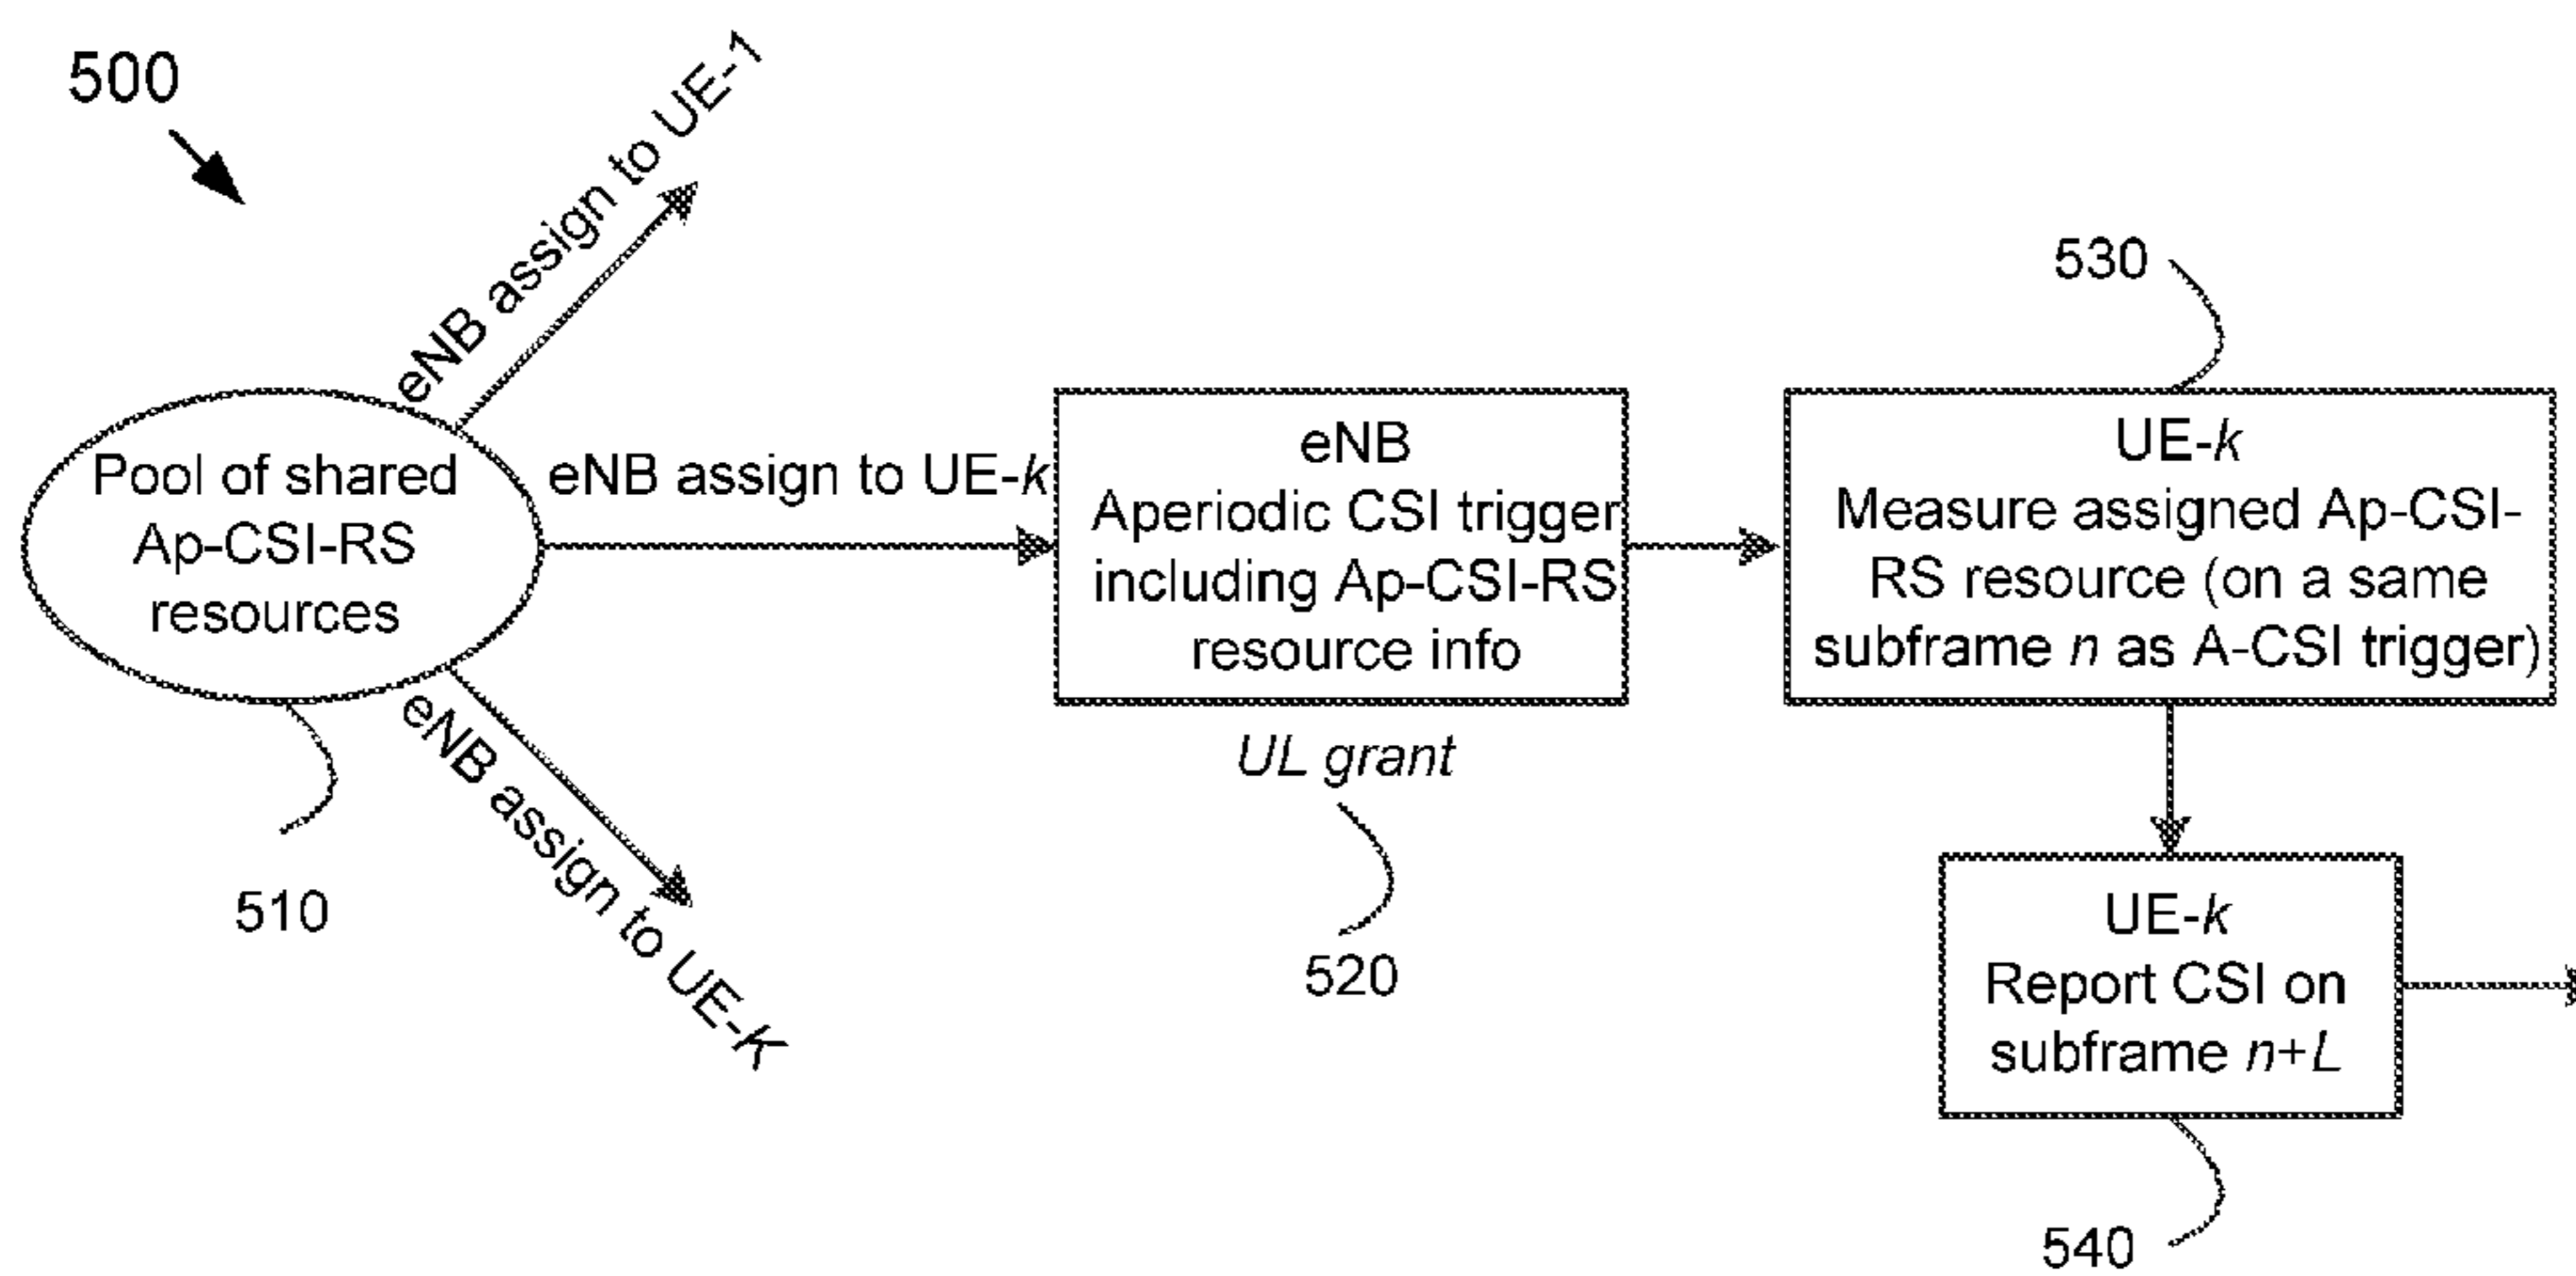 500
eNB assign to UE-1
Pool of shared
Ap-CSI-RS
resources
510
eNB assign to UE-k
eNB assign to UE-K
eNB
Aperiodic CSI trigger
including Ap-CSI-RS
resource info
UL grant
520
530
UE-k
Measure assigned Ap-CSI-
RS resource (on a same
subframe n as A-CSI trigger)
UE-k
Report CSI on
subframe n+L
540